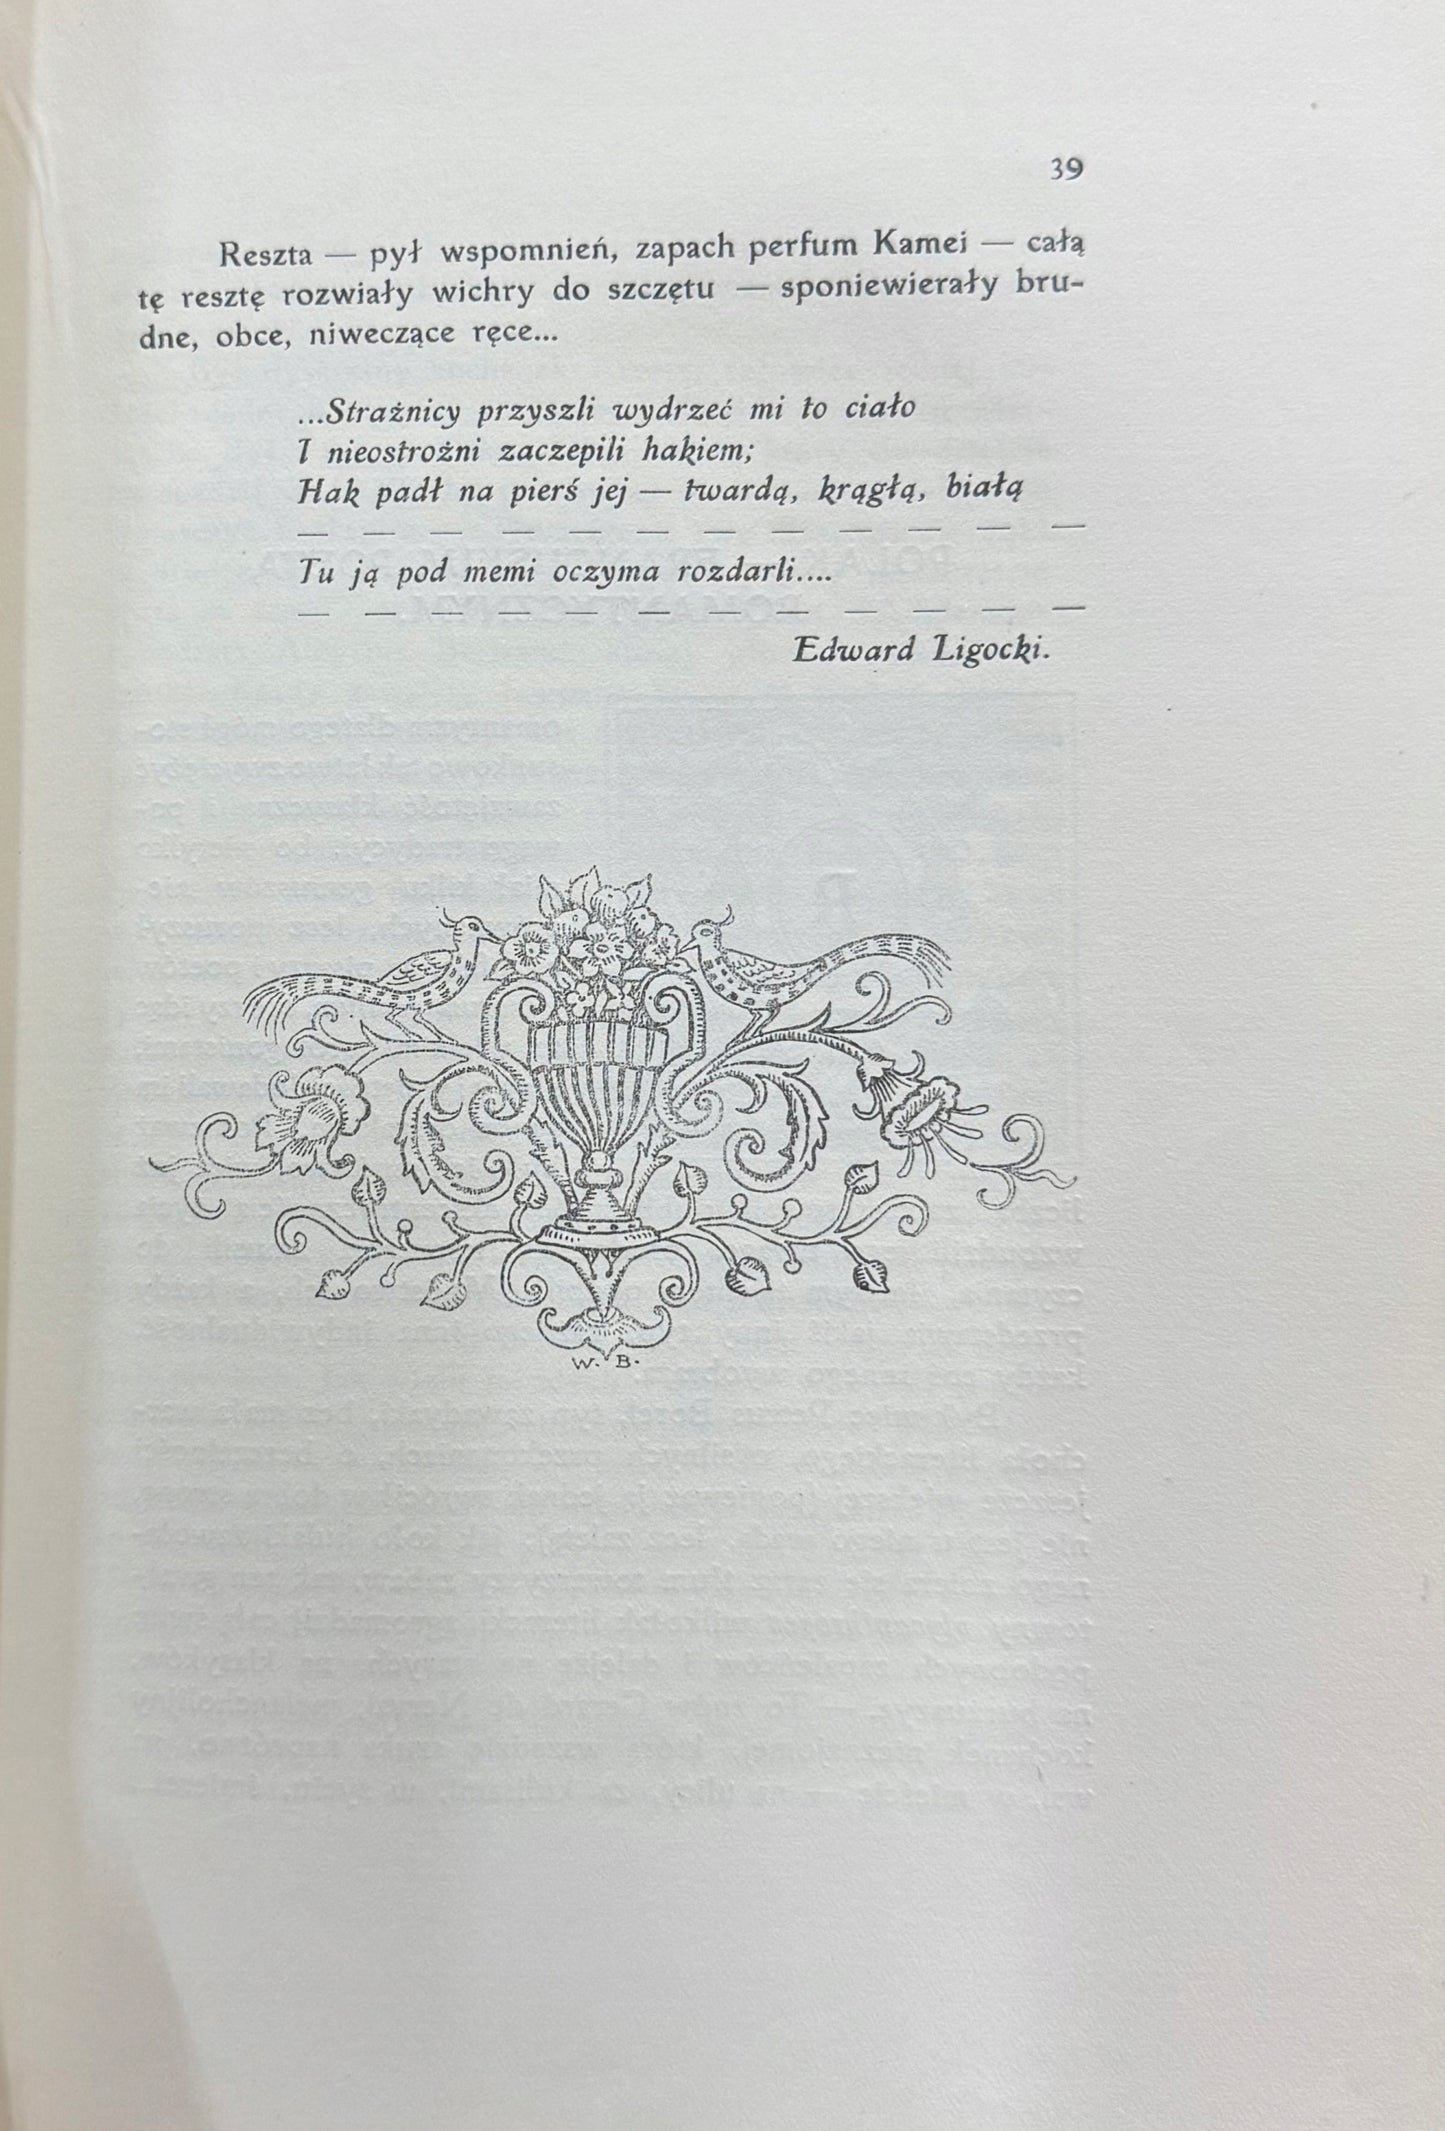 39
Reszta — pył wspomnień, zapach perfum Kamei — całą
tę resztę rozwiały wichry do szczętu — sponiewierały bru-
dne, obce, niweczące ręce...
...Strażnicy przyszli wydrzeć mi to ciało
I nieostrożni zaczepili hakiem;
Hak padł na pierś jej — twardą, krągłą, białą
— — — — — — — — — — — —
Tu ją pod memi oczyma rozdarli....
— — — — — — — — — — — —
Edward Ligocki.
W. B.